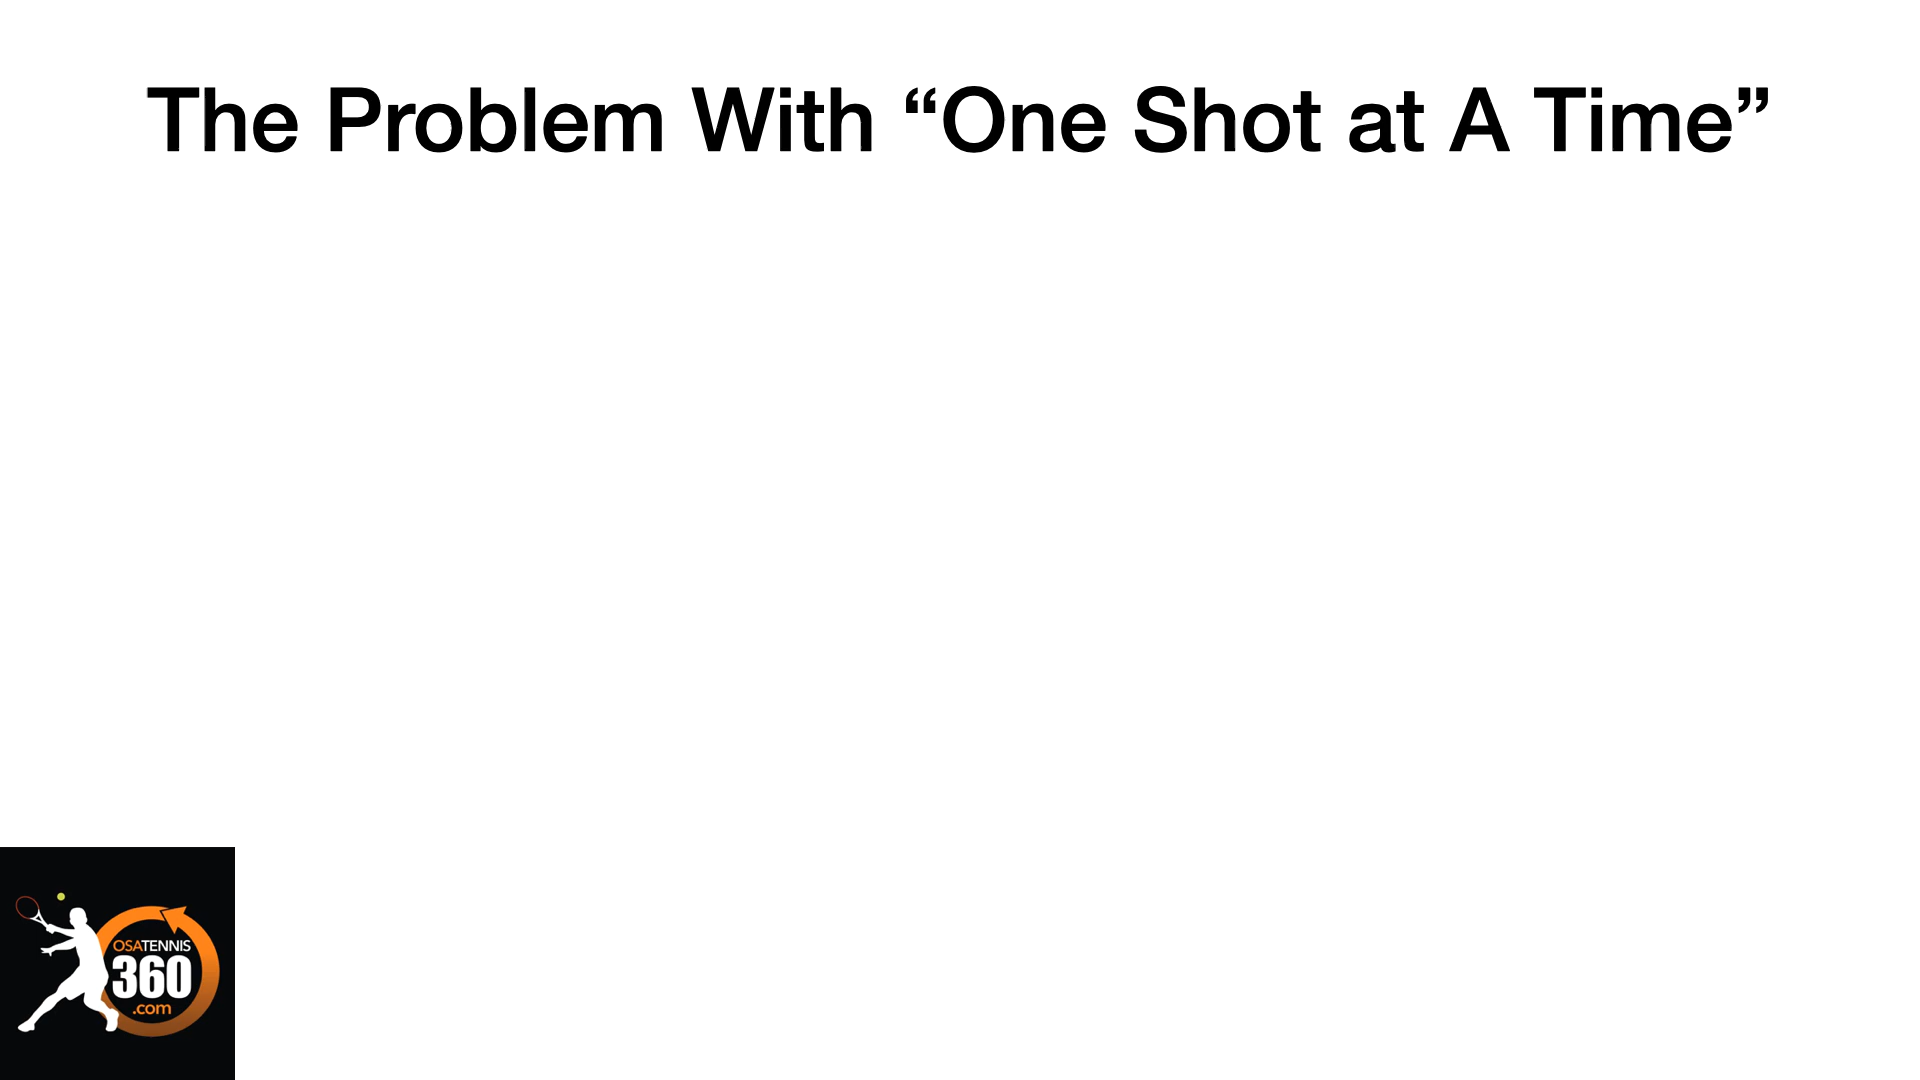 The Problem With “One Shot at A Time”
OSATENNIS
360
.com